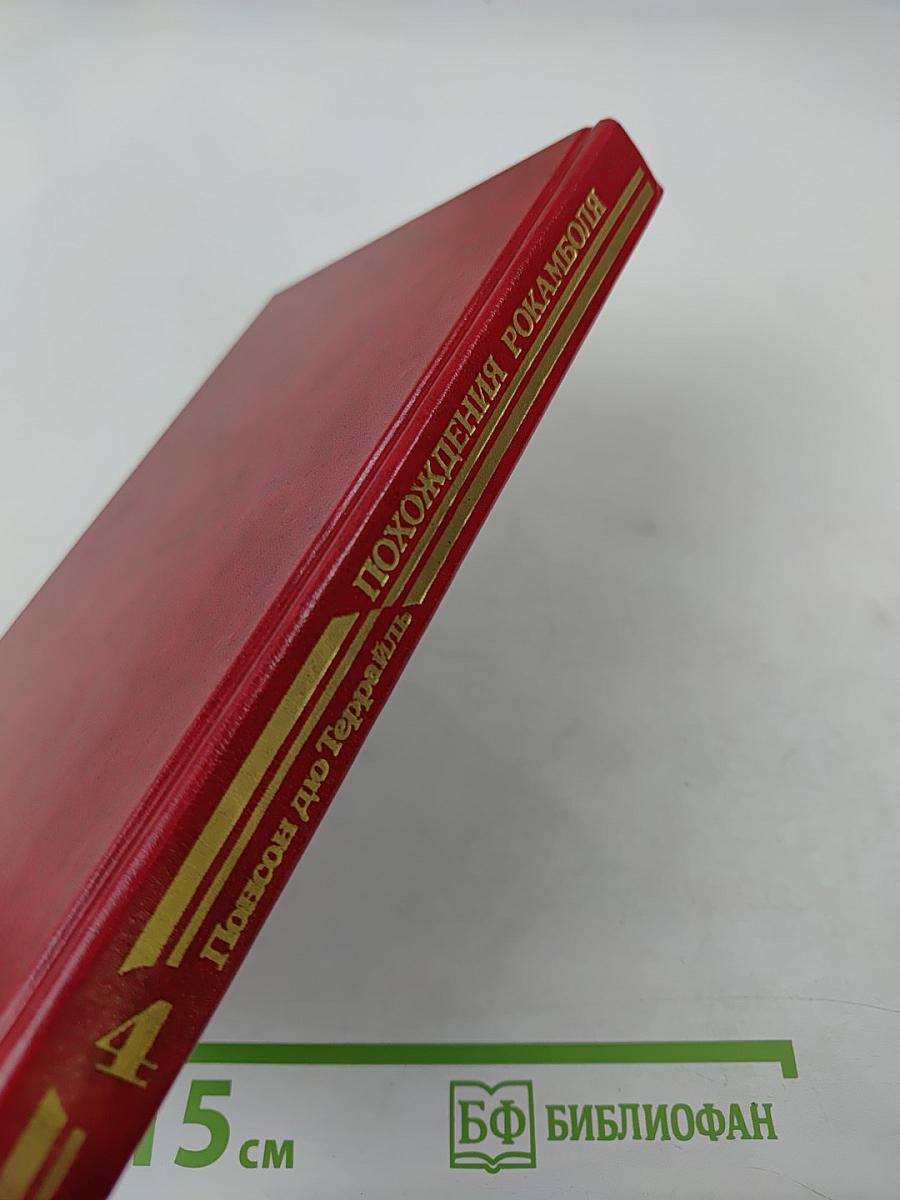 ПОХОЖДЕНИЯ РОКАМБОЛЯ
Понсон дю Террайль
4
15 см
БФ БИБЛИОФАН